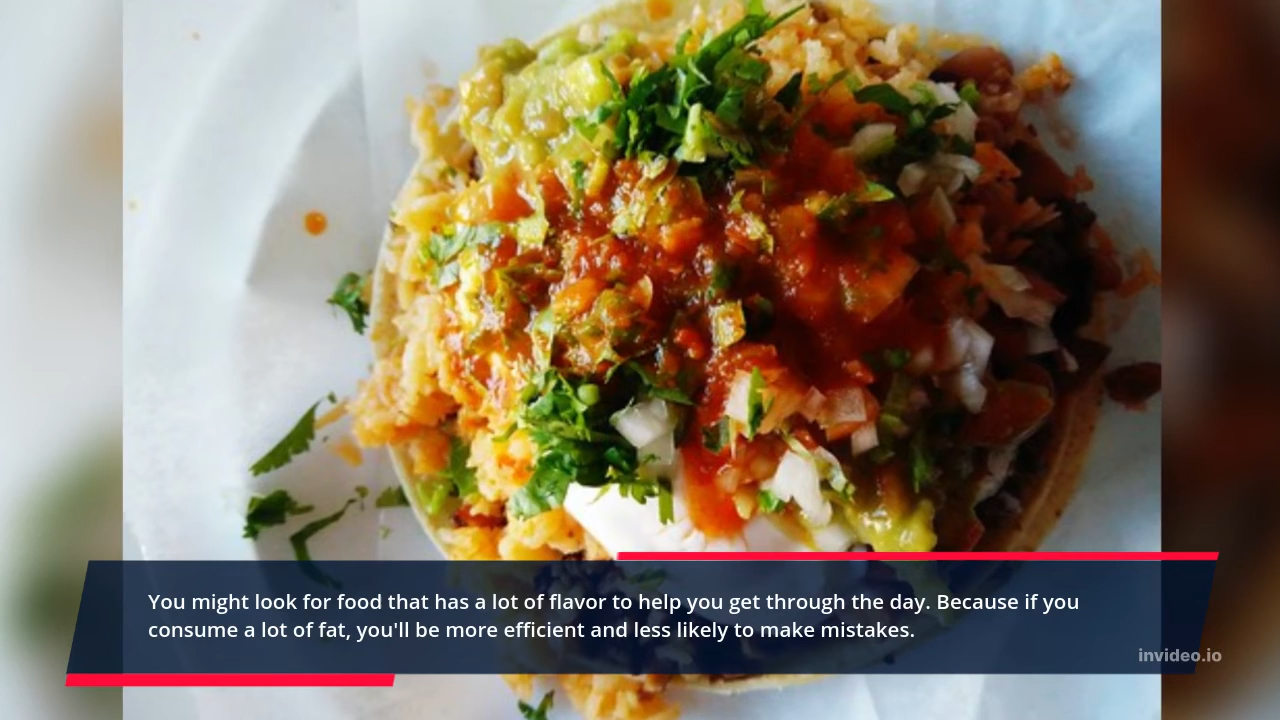 You might look for food that has a lot of flavor to help you get through the day. Because if you
consume a lot of fat, you'll be more efficient and less likely to make mistakes.
invideo.io